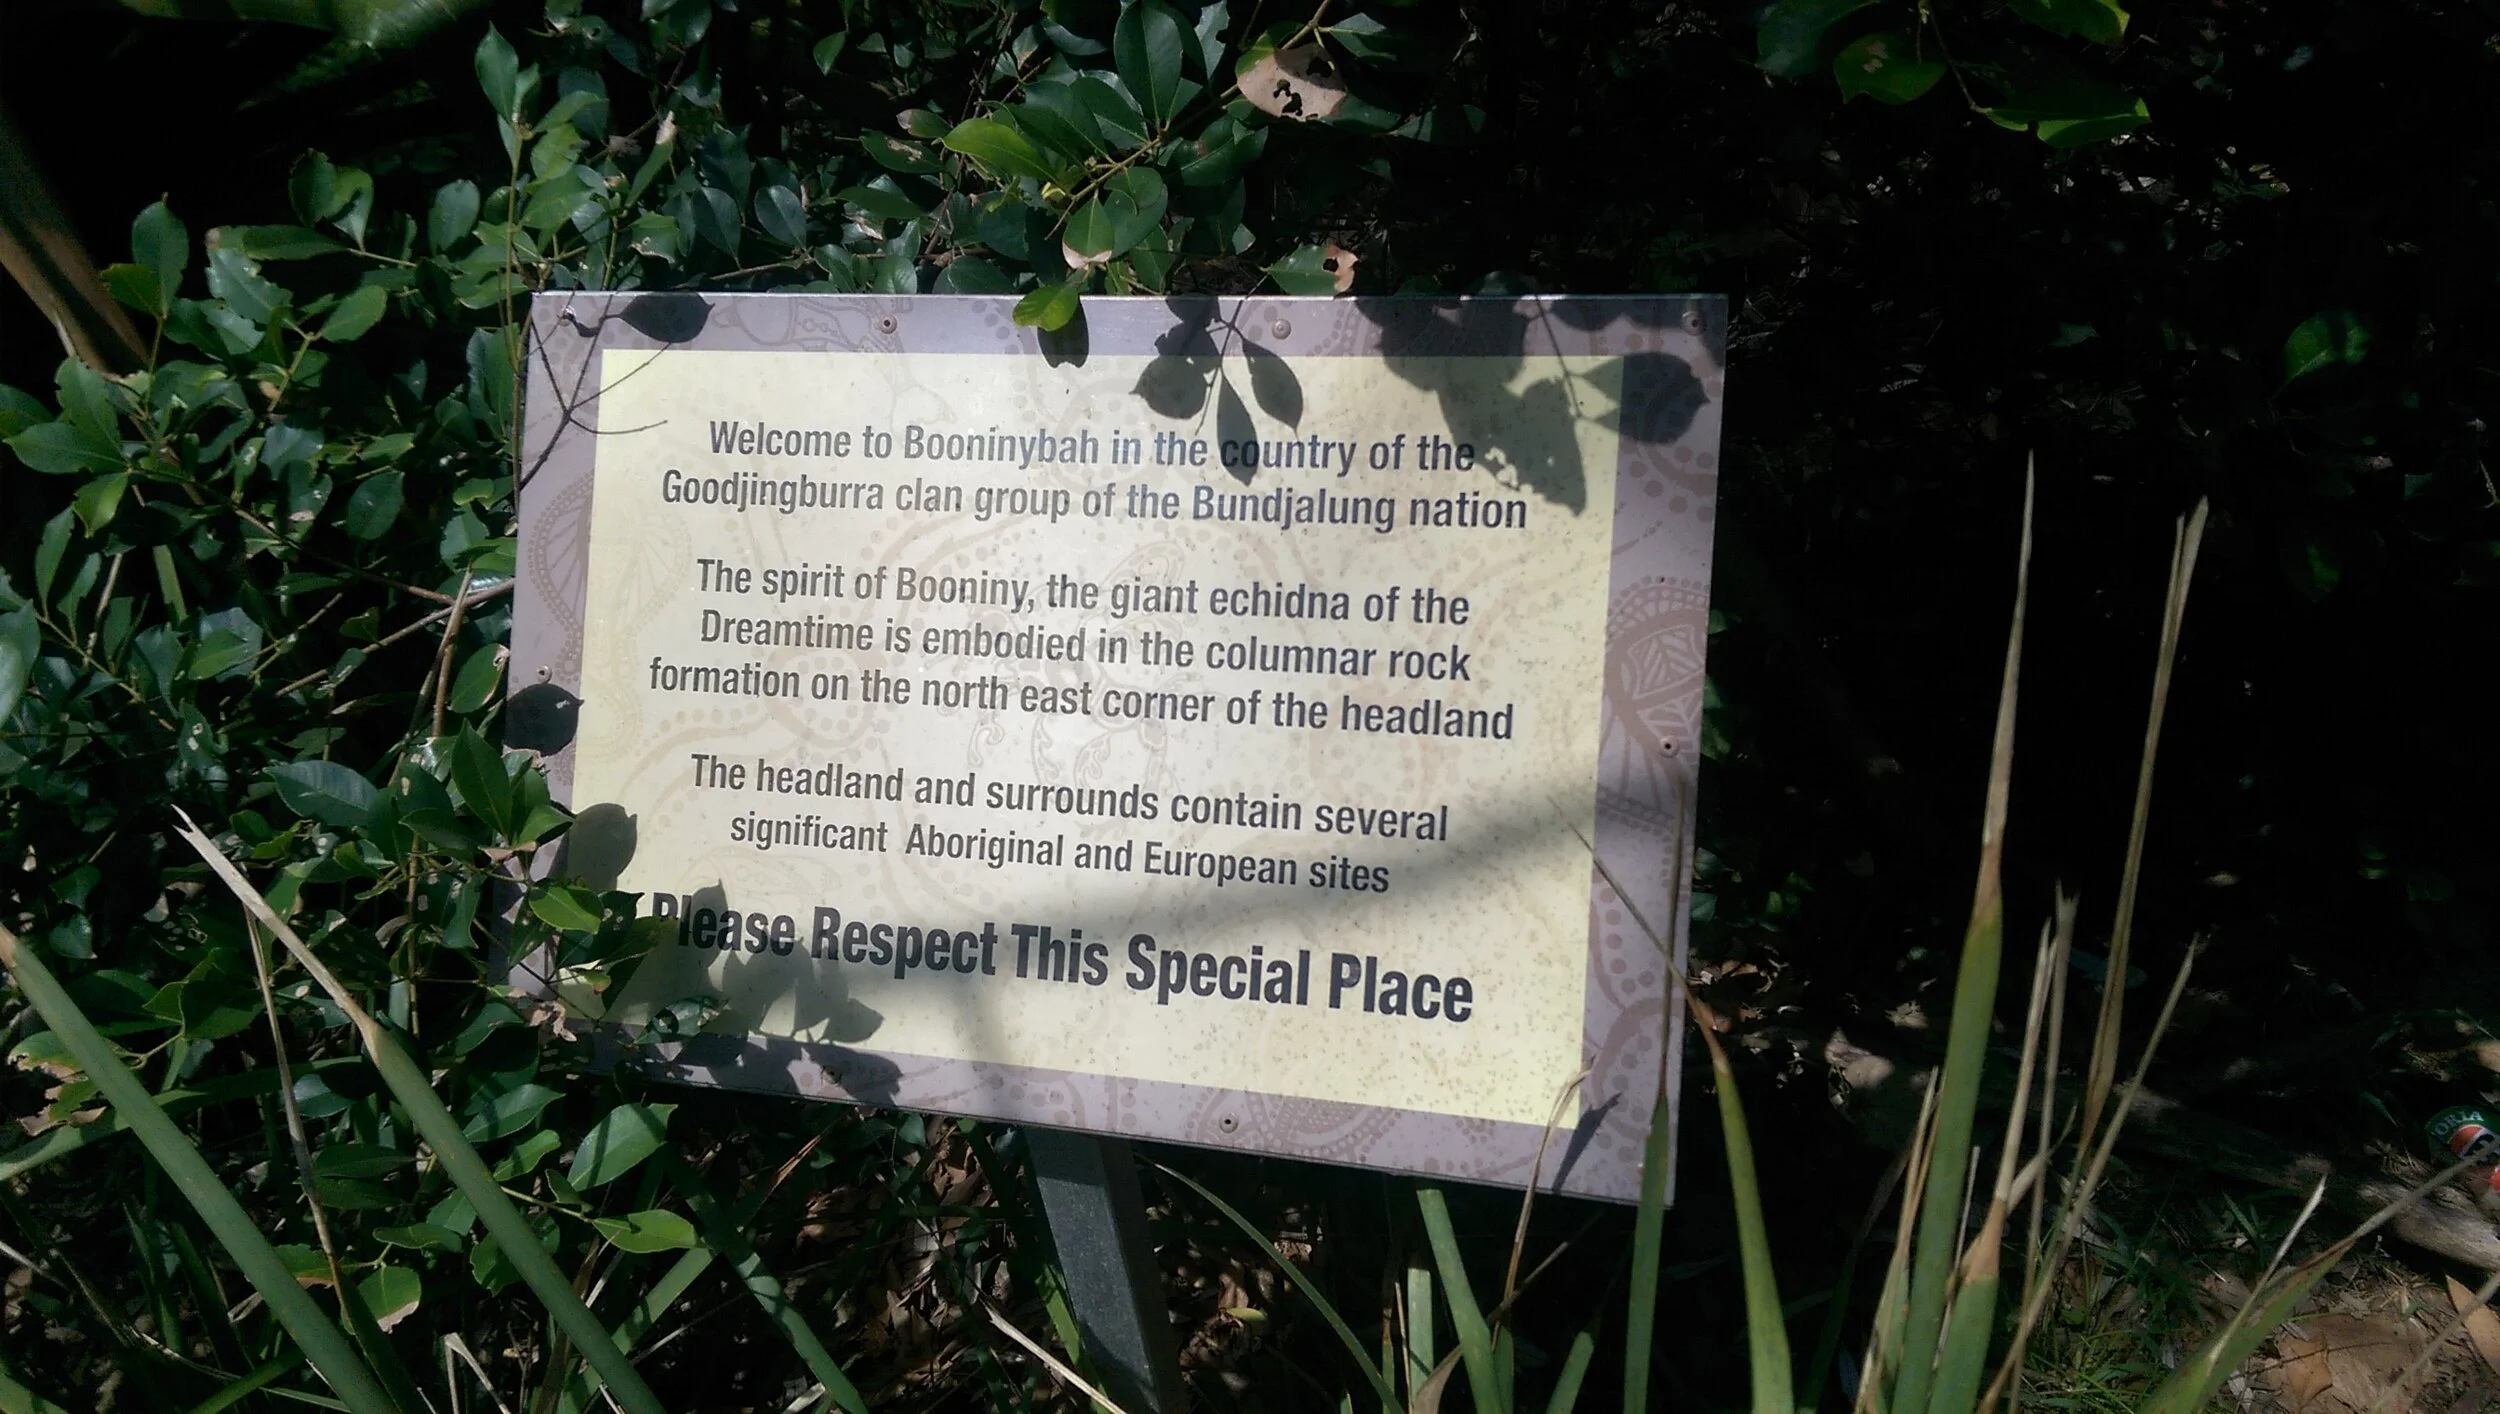 Welcome to Booninybah in the country of the
Goodjingburra clan group of the Bundjalung nation
The spirit of Booniny, the giant echidna of the
Dreamtime is embodied in the columnar rock
formation on the north east corner of the headland
The headland and surrounds contain several
significant Aboriginal and European sites
Please Respect This Special Place